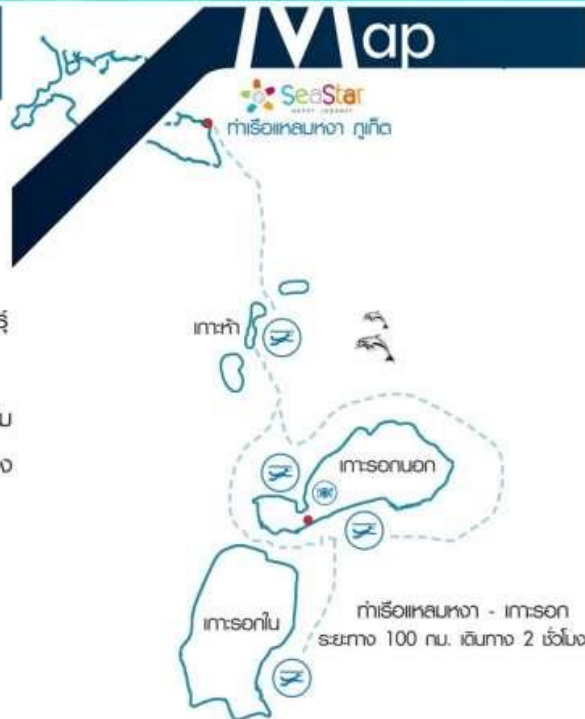 Map
SeaStar
HAPPY JOURNEY
ท่าเรือแหลมหงา ภูเก็ต
เกาะห้า
เกาะรอกนอก
เกาะรอกใน
ท่าเรือแหลมหงา - เกาะรอก
ระยะทาง 100 กม. เดินทาง 2 ชั่วโมง